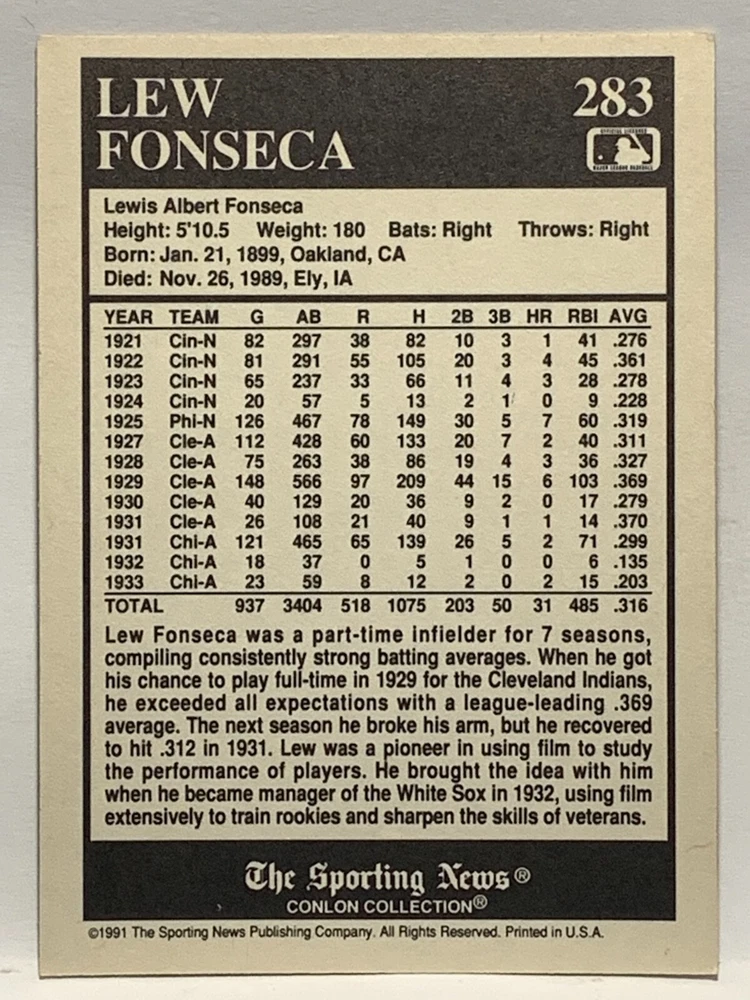 LEW
FONSECA
283
OFFICIAL LICENSEE
MAJOR LEAGUE BASEBALL
Lewis Albert Fonseca
Height: 5'10.5 Weight: 180 Bats: Right Throws: Right
Born: Jan. 21, 1899, Oakland, CA
Died: Nov. 26, 1989, Ely, IA
YEAR TEAM G AB R H 2B 3B HR RBI AVG
1921 Cin-N 82 297 38 82 10 3 1 41 .276
1922 Cin-N 81 291 55 105 20 3 4 45 .361
1923 Cin-N 65 237 33 66 11 4 3 28 .278
1924 Cin-N 20 57 5 13 2 1 0 9 .228
1925 Phi-N 126 467 78 149 30 5 7 60 .319
1927 Cle-A 112 428 60 133 20 7 2 40 .311
1928 Cle-A 75 263 38 86 19 4 3 36 .327
1929 Cle-A 148 566 97 209 44 15 6 103 .369
1930 Cle-A 40 129 20 36 9 2 0 17 .279
1931 Cle-A 26 108 21 40 9 1 1 14 .370
1931 Chi-A 121 465 65 139 26 5 2 71 .299
1932 Chi-A 18 37 0 5 1 0 0 6 .135
1933 Chi-A 23 59 8 12 2 0 2 15 .203
TOTAL 937 3404 518 1075 203 50 31 485 .316
Lew Fonseca was a part-time infielder for 7 seasons,
compiling consistently strong batting averages. When he got
his chance to play full-time in 1929 for the Cleveland Indians,
he exceeded all expectations with a league-leading .369
average. The next season he broke his arm, but he recovered
to hit .312 in 1931. Lew was a pioneer in using film to study
the performance of players. He brought the idea with him
when he became manager of the White Sox in 1932, using film
extensively to train rookies and sharpen the skills of veterans.
The Sporting News®
CONLON COLLECTION®
©1991 The Sporting News Publishing Company. All Rights Reserved. Printed in U.S.A.